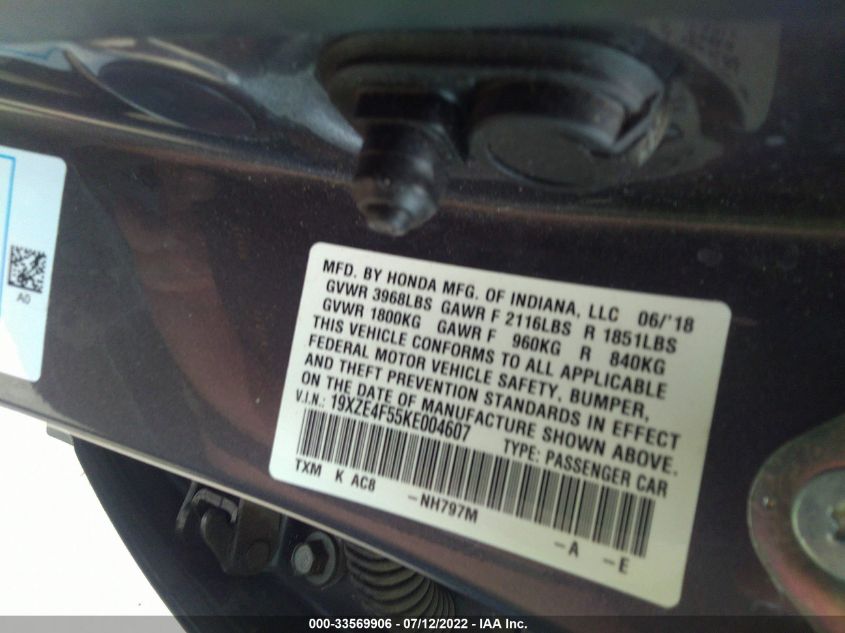 MFD. BY HONDA MFG. OF INDIANA, LLC 06/'18
GVWR 3968LBS GAWR F 2116LBS R 1851LBS
GVWR 1800KG GAWR F 960KG R 840KG
THIS VEHICLE CONFORMS TO ALL APPLICABLE
FEDERAL MOTOR VEHICLE SAFETY, BUMPER,
AND THEFT PREVENTION STANDARDS IN EFFECT
ON THE DATE OF MANUFACTURE SHOWN ABOVE.
V.I.N.: 19XZE4F55KE004607 TYPE: PASSENGER CAR
TXM K AC8 -NH797M -A -E
A0
000-33569906 - 07/12/2022 - IAA Inc.